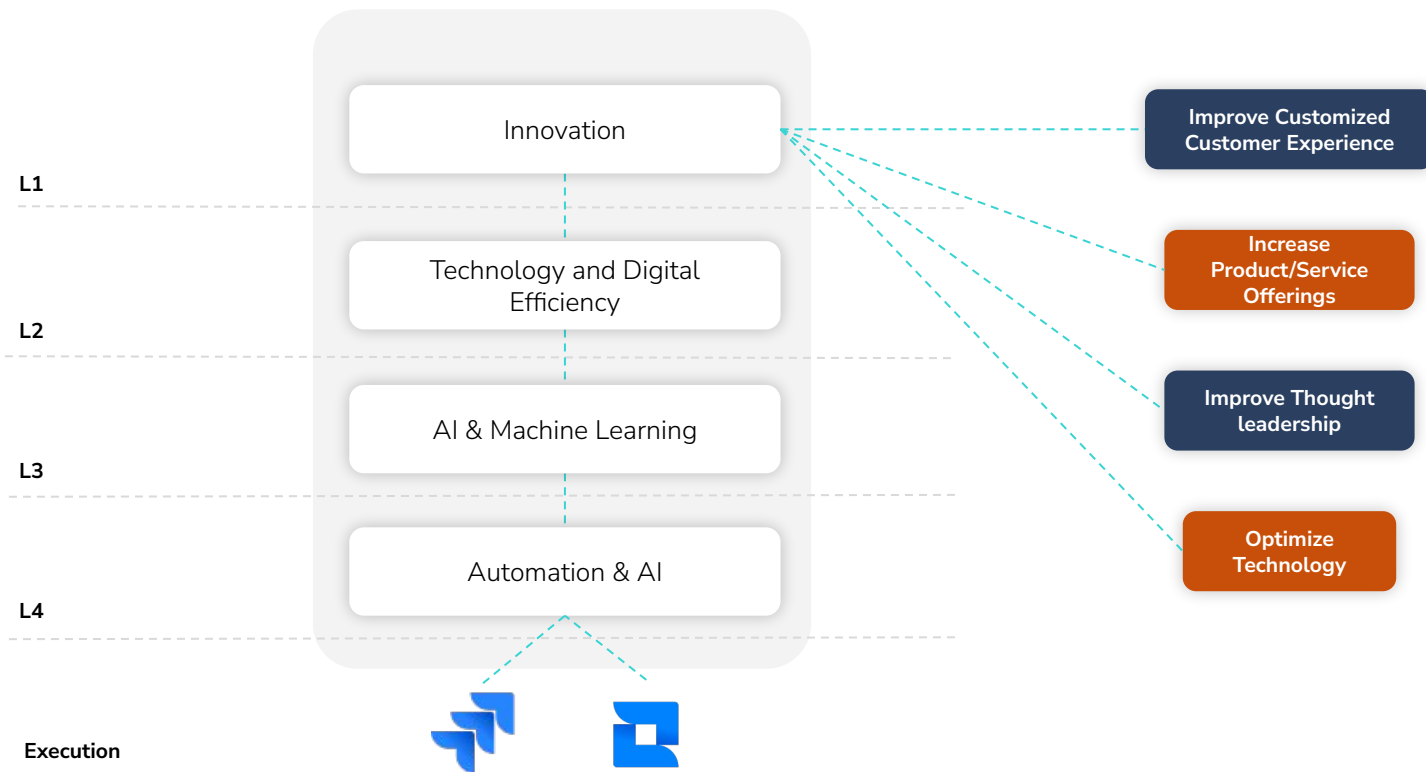 Innovation
Improve Customized
Customer Experience
L1
Increase
Product/Service
Offerings
Technology and Digital
Efficiency
L2
AI & Machine Learning
Improve Thought
leadership
L3
Automation & AI
Optimize
Technology
L4
Execution